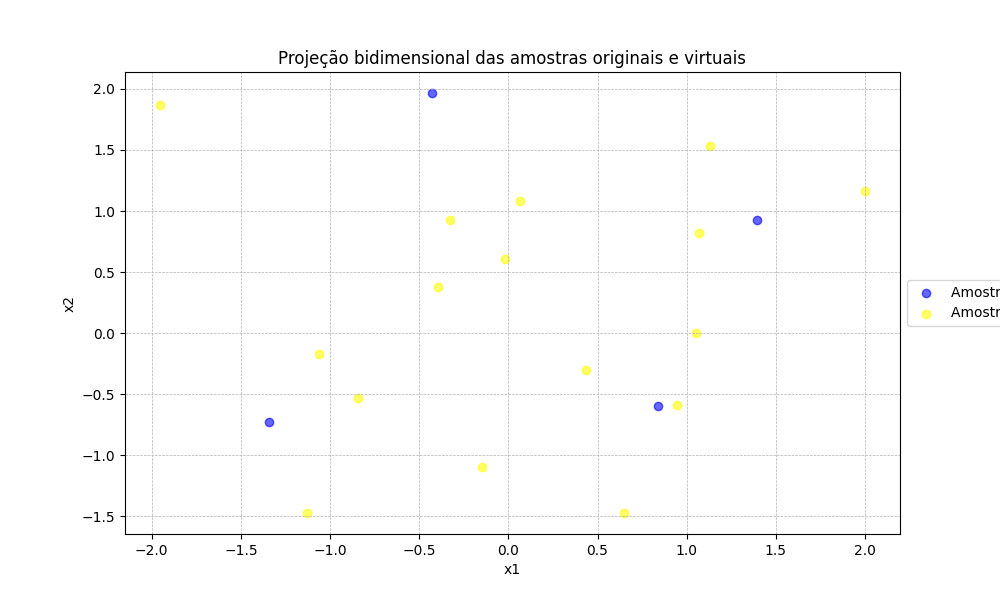 Projeção bidimensional das amostras originais e virtuais
2.0
1.5
1.0
0.5
0.0
−0.5
−1.0
−1.5
x2
−2.0 −1.5 −1.0 −0.5 0.0 0.5 1.0 1.5 2.0
x1
Amostr
Amostr